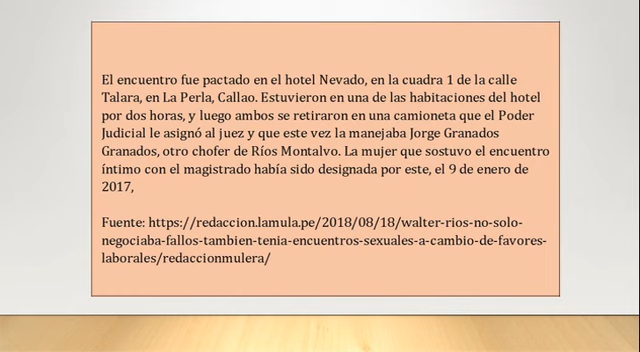 El encuentro fue pactado en el hotel Nevado, en la cuadra 1 de la calle
Talara, en La Perla, Callao. Estuvieron en una de las habitaciones del hotel
por dos horas, y luego ambos se retiraron en una camioneta que el Poder
Judicial le asignó al juez y que este vez la manejaba Jorge Granados
Granados, otro chofer de Ríos Montalvo. La mujer que sostuvo el encuentro
íntimo con el magistrado había sido designada por este, el 9 de enero de
2017,
Fuente: https://redaccion.lamula.pe/2018/08/18/walter-rios-no-solo-
negociaba-fallos-tambien-tenia-encuentros-sexuales-a-cambio-de-favores-
laborales/redaccionmulera/